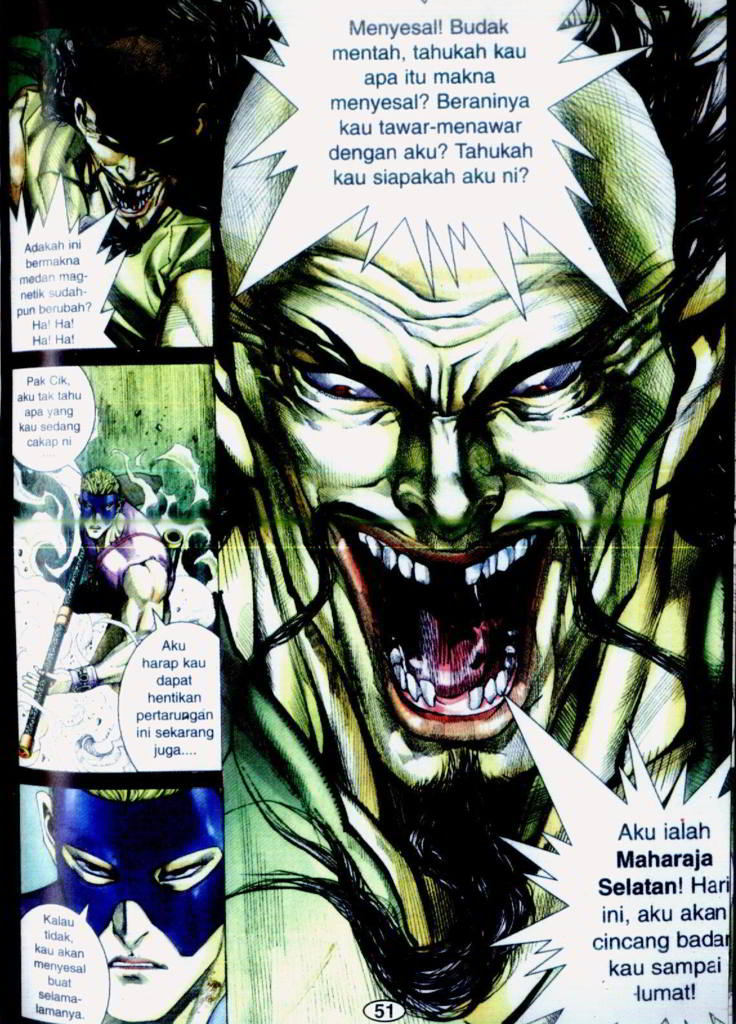 Adakah ini
bermakna
medan mag-
netik sudah-
pun berubah?
Ha! Ha!
Ha! Ha!
Pak Cik,
aku tak tahu
apa yang
kau sedang
cakap ni
....
Aku
harap kau
dapat
hentikan
pertarungan
ini sekarang
juga....
Kalau
tidak,
kau akan
menyesal
buat
selama-
lamanya.
Menyesal! Budak
mentah, tahukah kau
apa itu makna
menyesal? Beraninya
kau tawar-menawar
dengan aku? Tahukah
kau siapakah aku ni?
Aku ialah
Maharaja
Selatan! Hari
ini, aku akan
cincang badan
kau sampai
lumat!
51